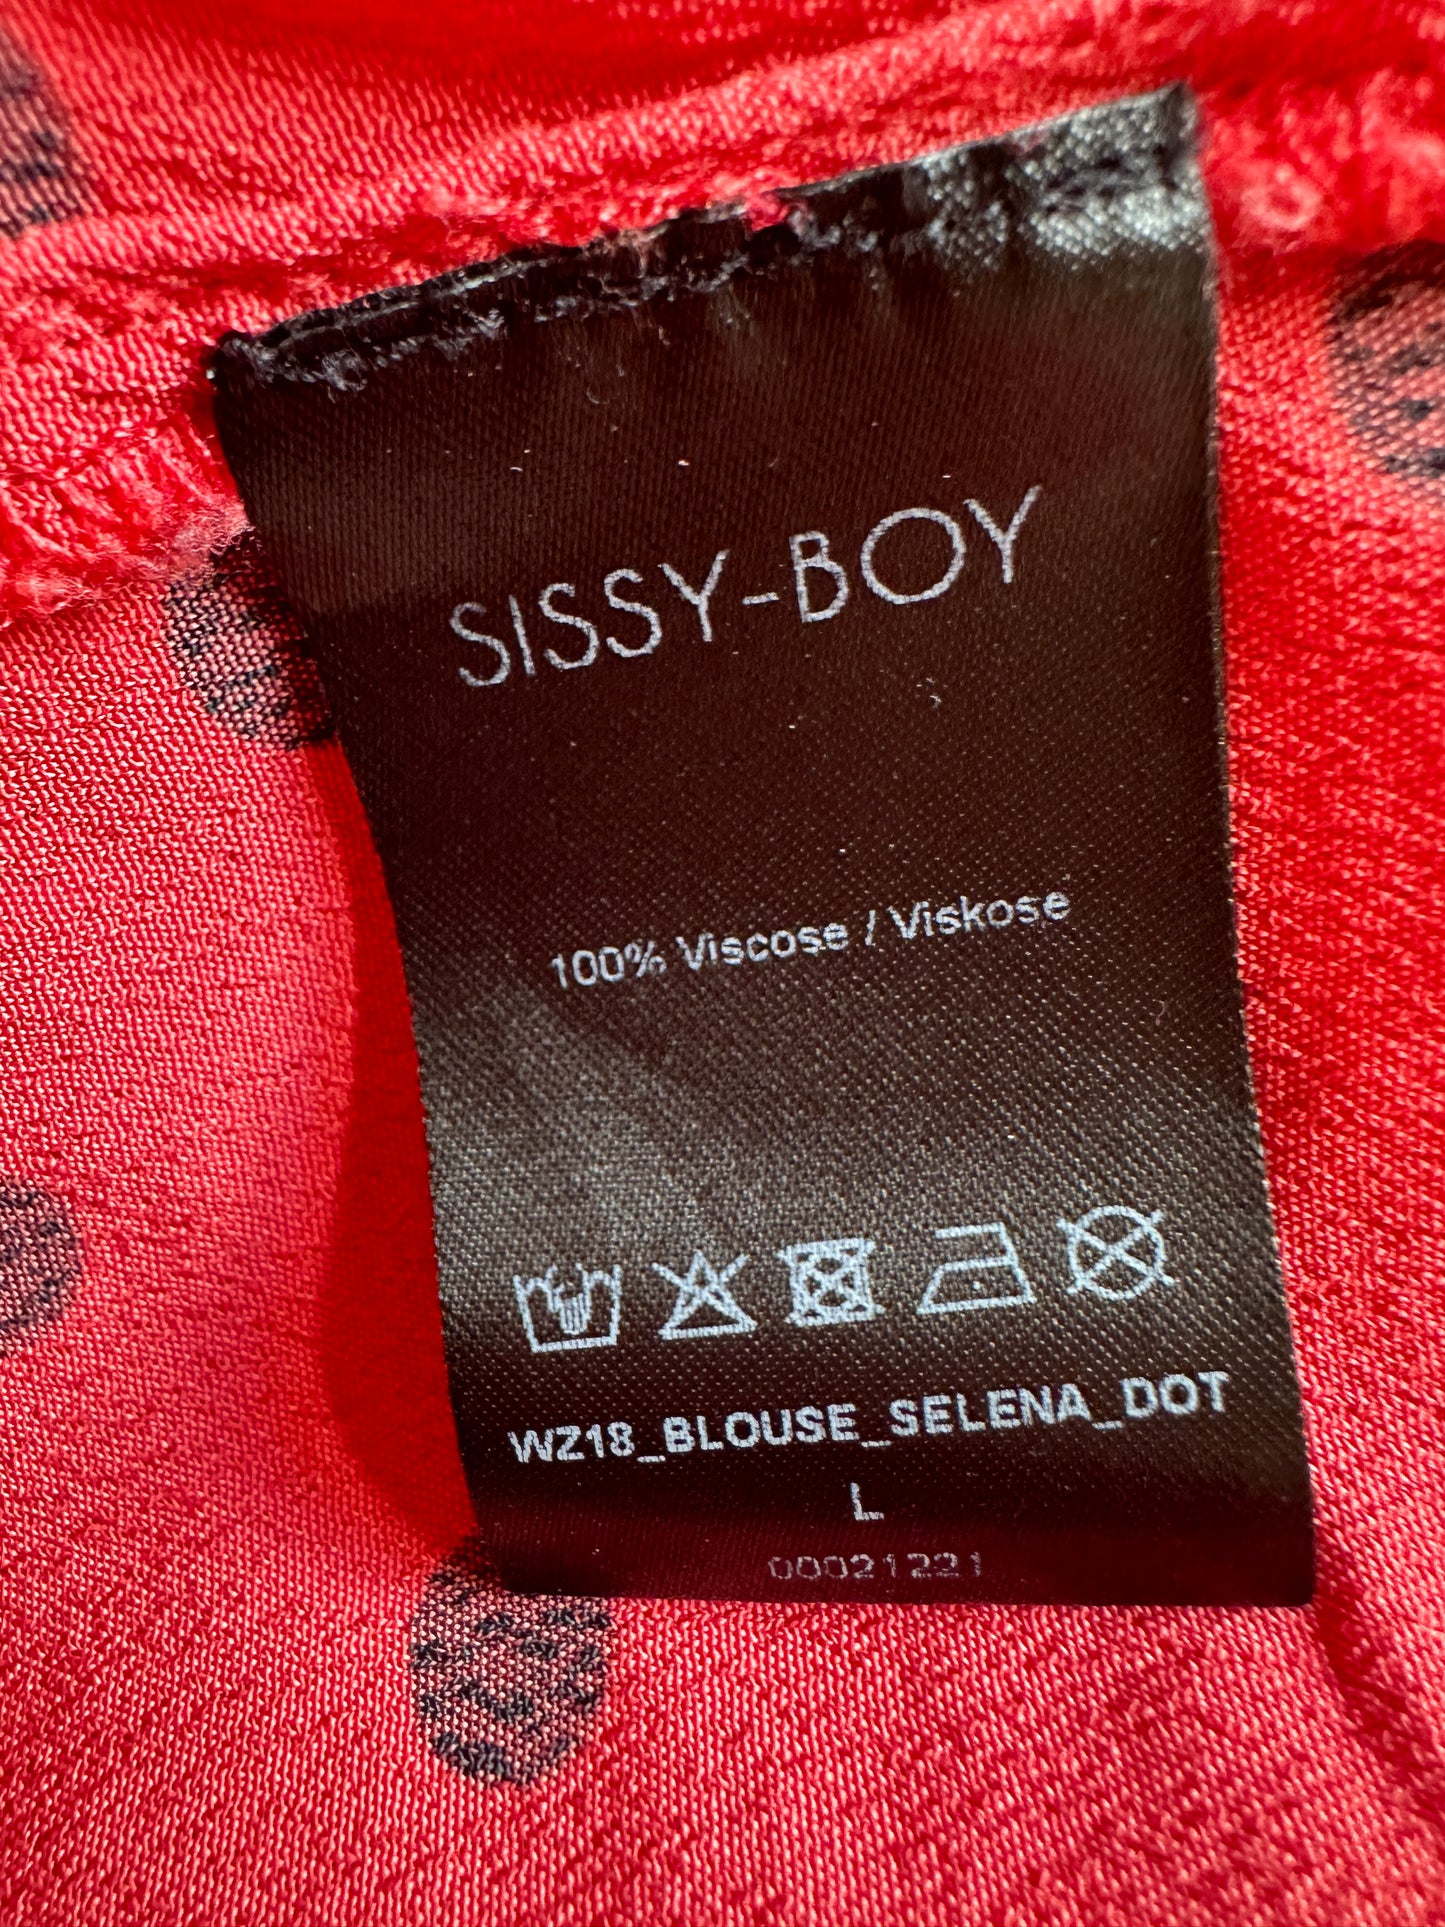 SISSY-BOY
100% Viscose / Viskose
WZ18_BLOUSE_SELENA_DOT
L
00021221